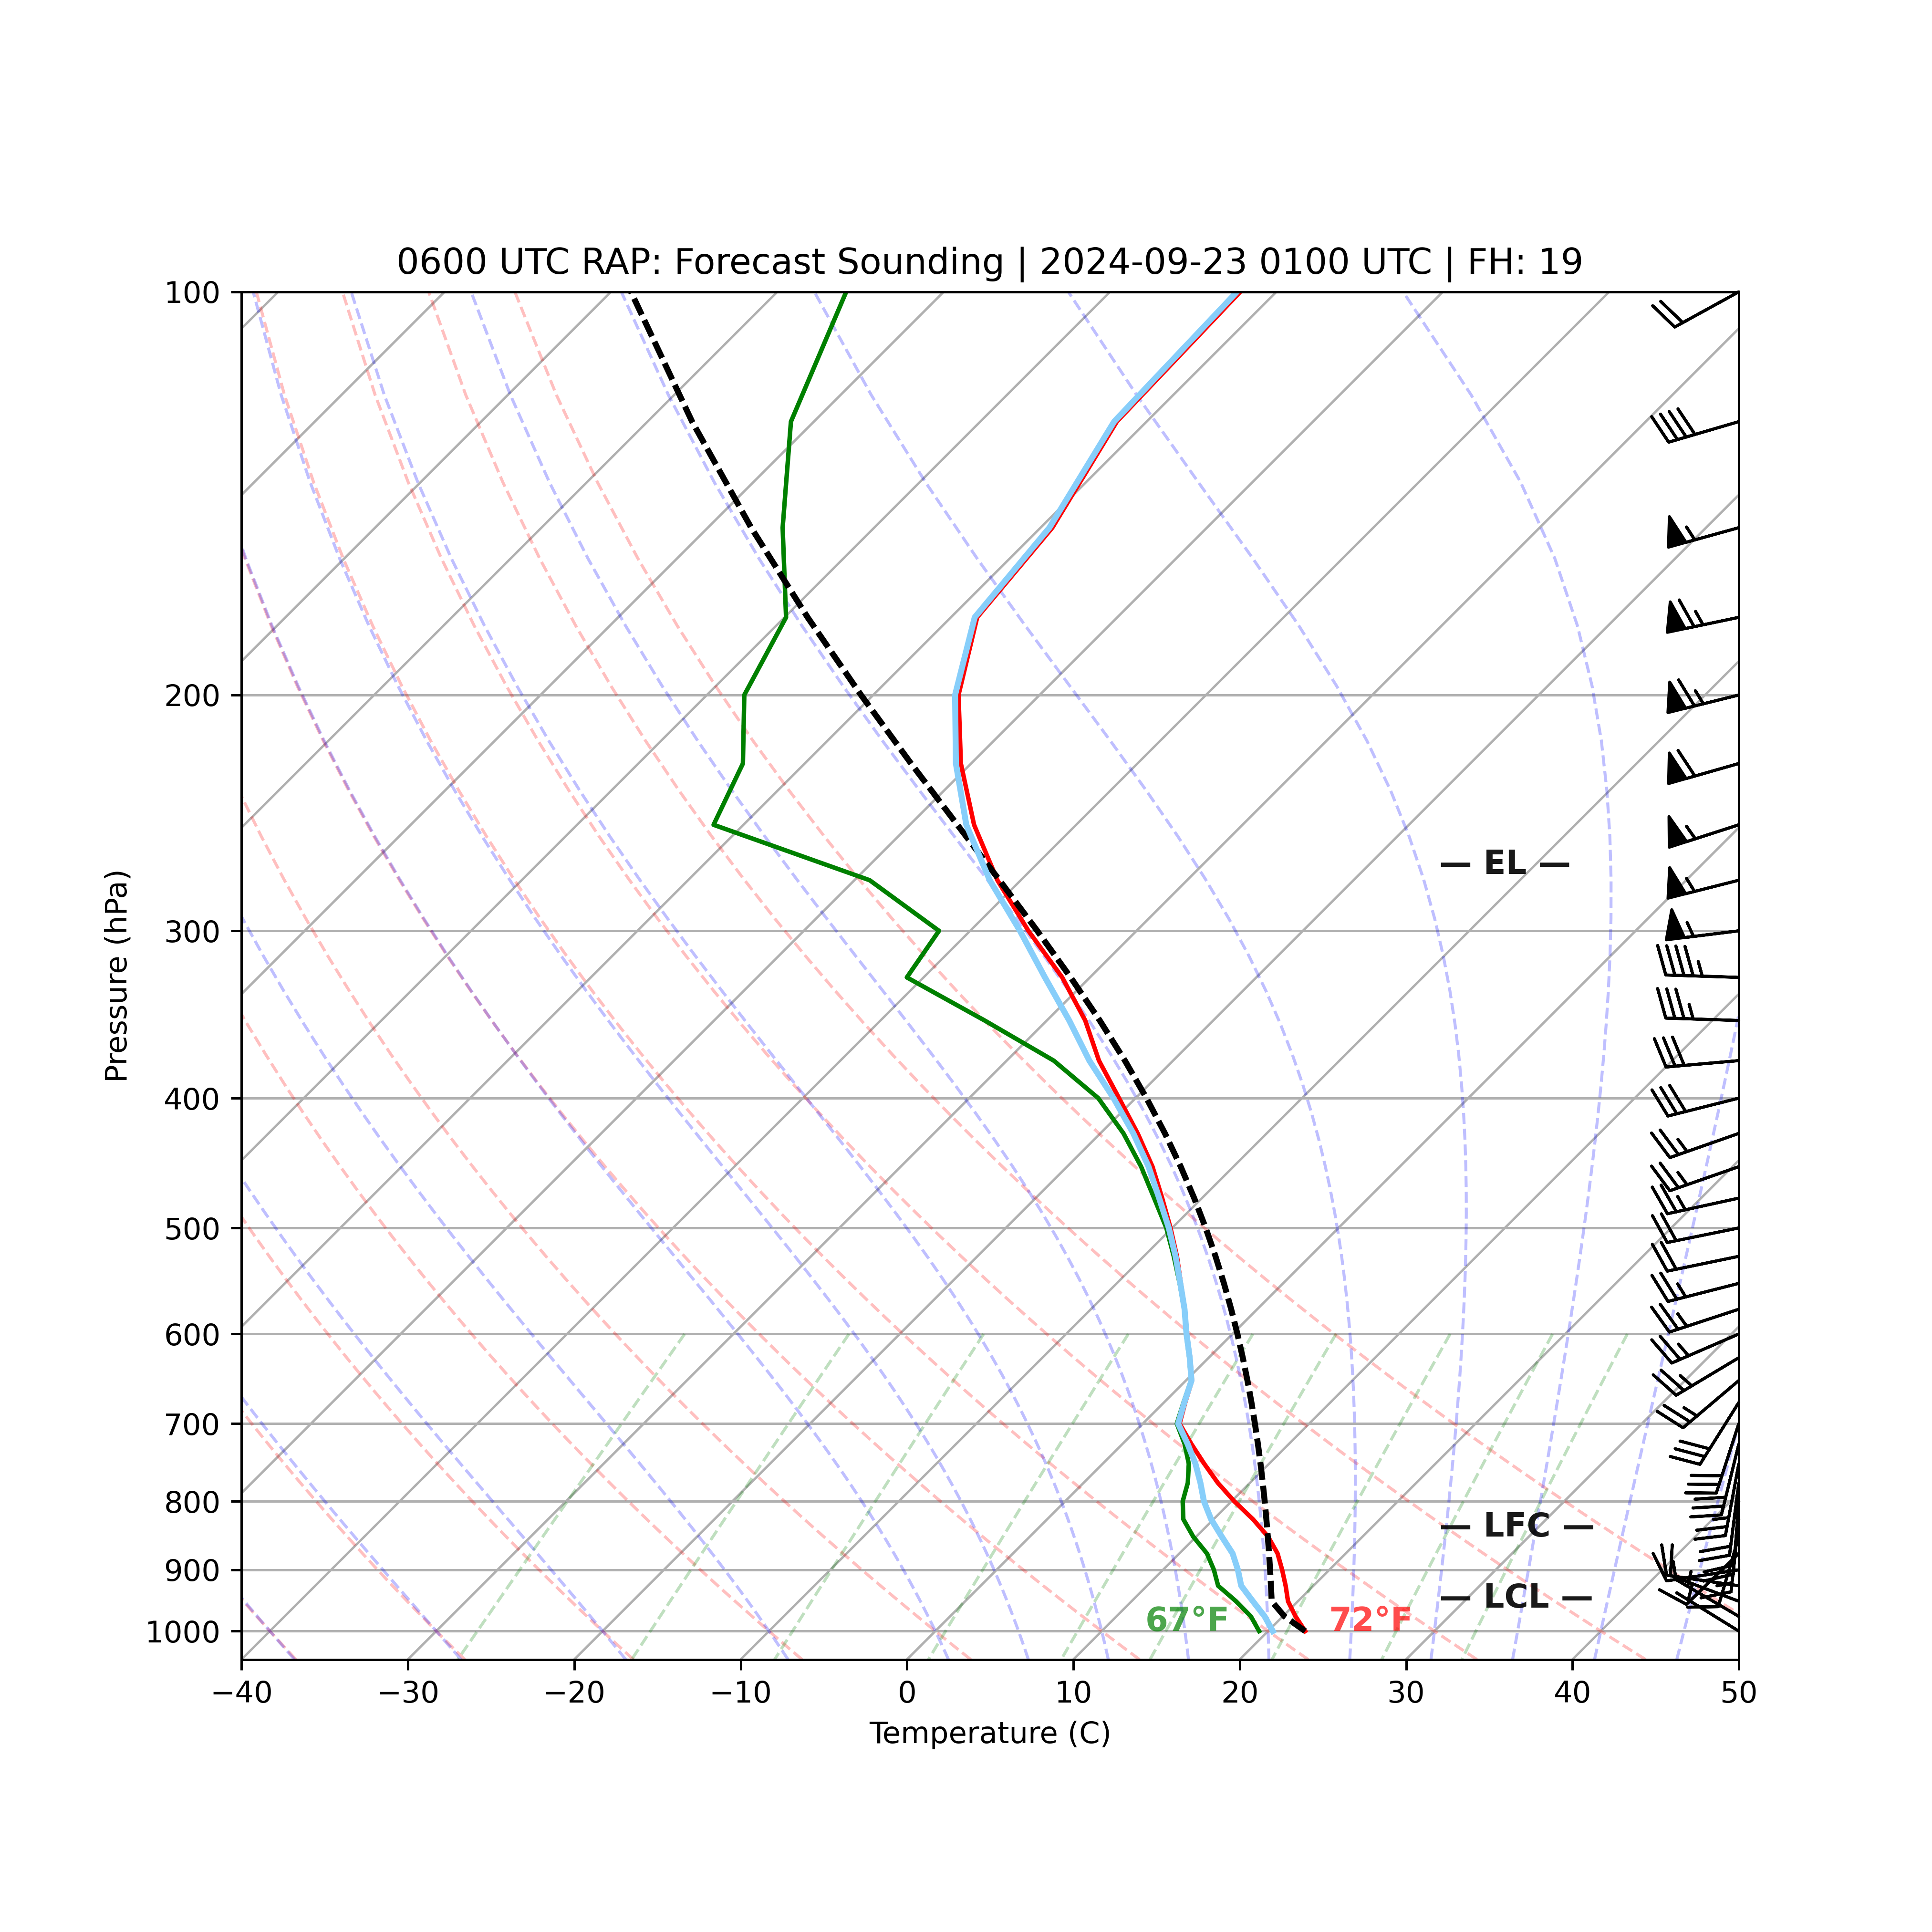 0600 UTC RAP: Forecast Sounding | 2024-09-23 0100 UTC | FH: 19
100
200
300
— EL —
Pressure (hPa)
400
500
600
700
800
— LFC —
900
— LCL —
1000
67°F
72°F
−40 −30 −20 −10 0 10 20 30 40 50
Temperature (C)